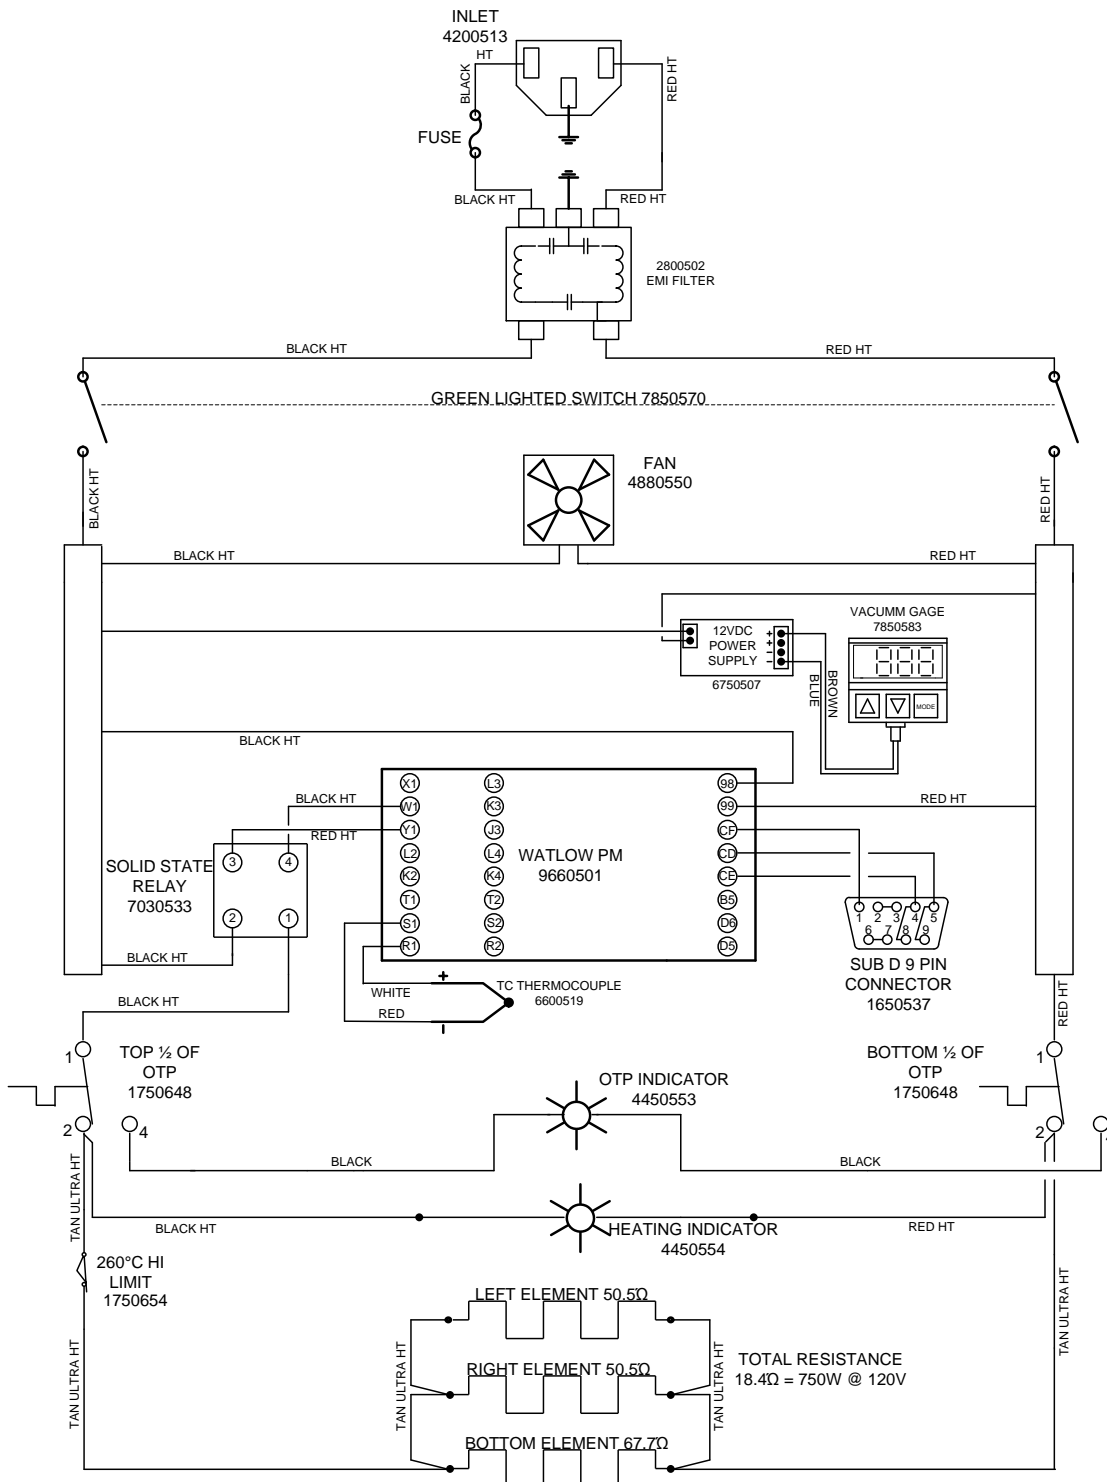 INLET
4200513
HT
BLACK
RED HT
FUSE
BLACK HT
RED HT
2800502
EMI FILTER
BLACK HT
RED HT
GREEN LIGHTED SWITCH 7850570
BLACK HT
RED HT
FAN
4880550
BLACK HT
RED HT
12VDC
POWER
SUPPLY
+
+
-
-
6750507
BLUE
BROWN
VACUMM GAGE
7850583
MODE
BLACK HT
X1
W1
Y1
L2
K2
T1
S1
R1
L3
K3
J3
L4
K4
T2
S2
R2
98
99
CF
CD
CE
B5
D6
D5
WATLOW PM
9660501
BLACK HT
RED HT
RED HT
SOLID STATE
RELAY
7030533
3
4
2
1
BLACK HT
BLACK HT
WHITE
RED
+
-
TC THERMOCOUPLE
6600519
1
2
3
4
5
6
7
8
9
SUB D 9 PIN
CONNECTOR
1650537
RED HT
1
2
4
TOP ½ OF
OTP
1750648
BOTTOM ½ OF
OTP
1750648
1
2
OTP INDICATOR
4450553
BLACK
BLACK
TAN ULTRA HT
BLACK HT
RED HT
HEATING INDICATOR
4450554
260°C HI
LIMIT
1750654
TAN ULTRA HT
TAN ULTRA HT
LEFT ELEMENT 50.5Ω
TAN ULTRA HT
TAN ULTRA HT
RIGHT ELEMENT 50.5Ω
TAN ULTRA HT
TAN ULTRA HT
BOTTOM ELEMENT 67.7Ω
TOTAL RESISTANCE
18.4Ω = 750W @ 120V